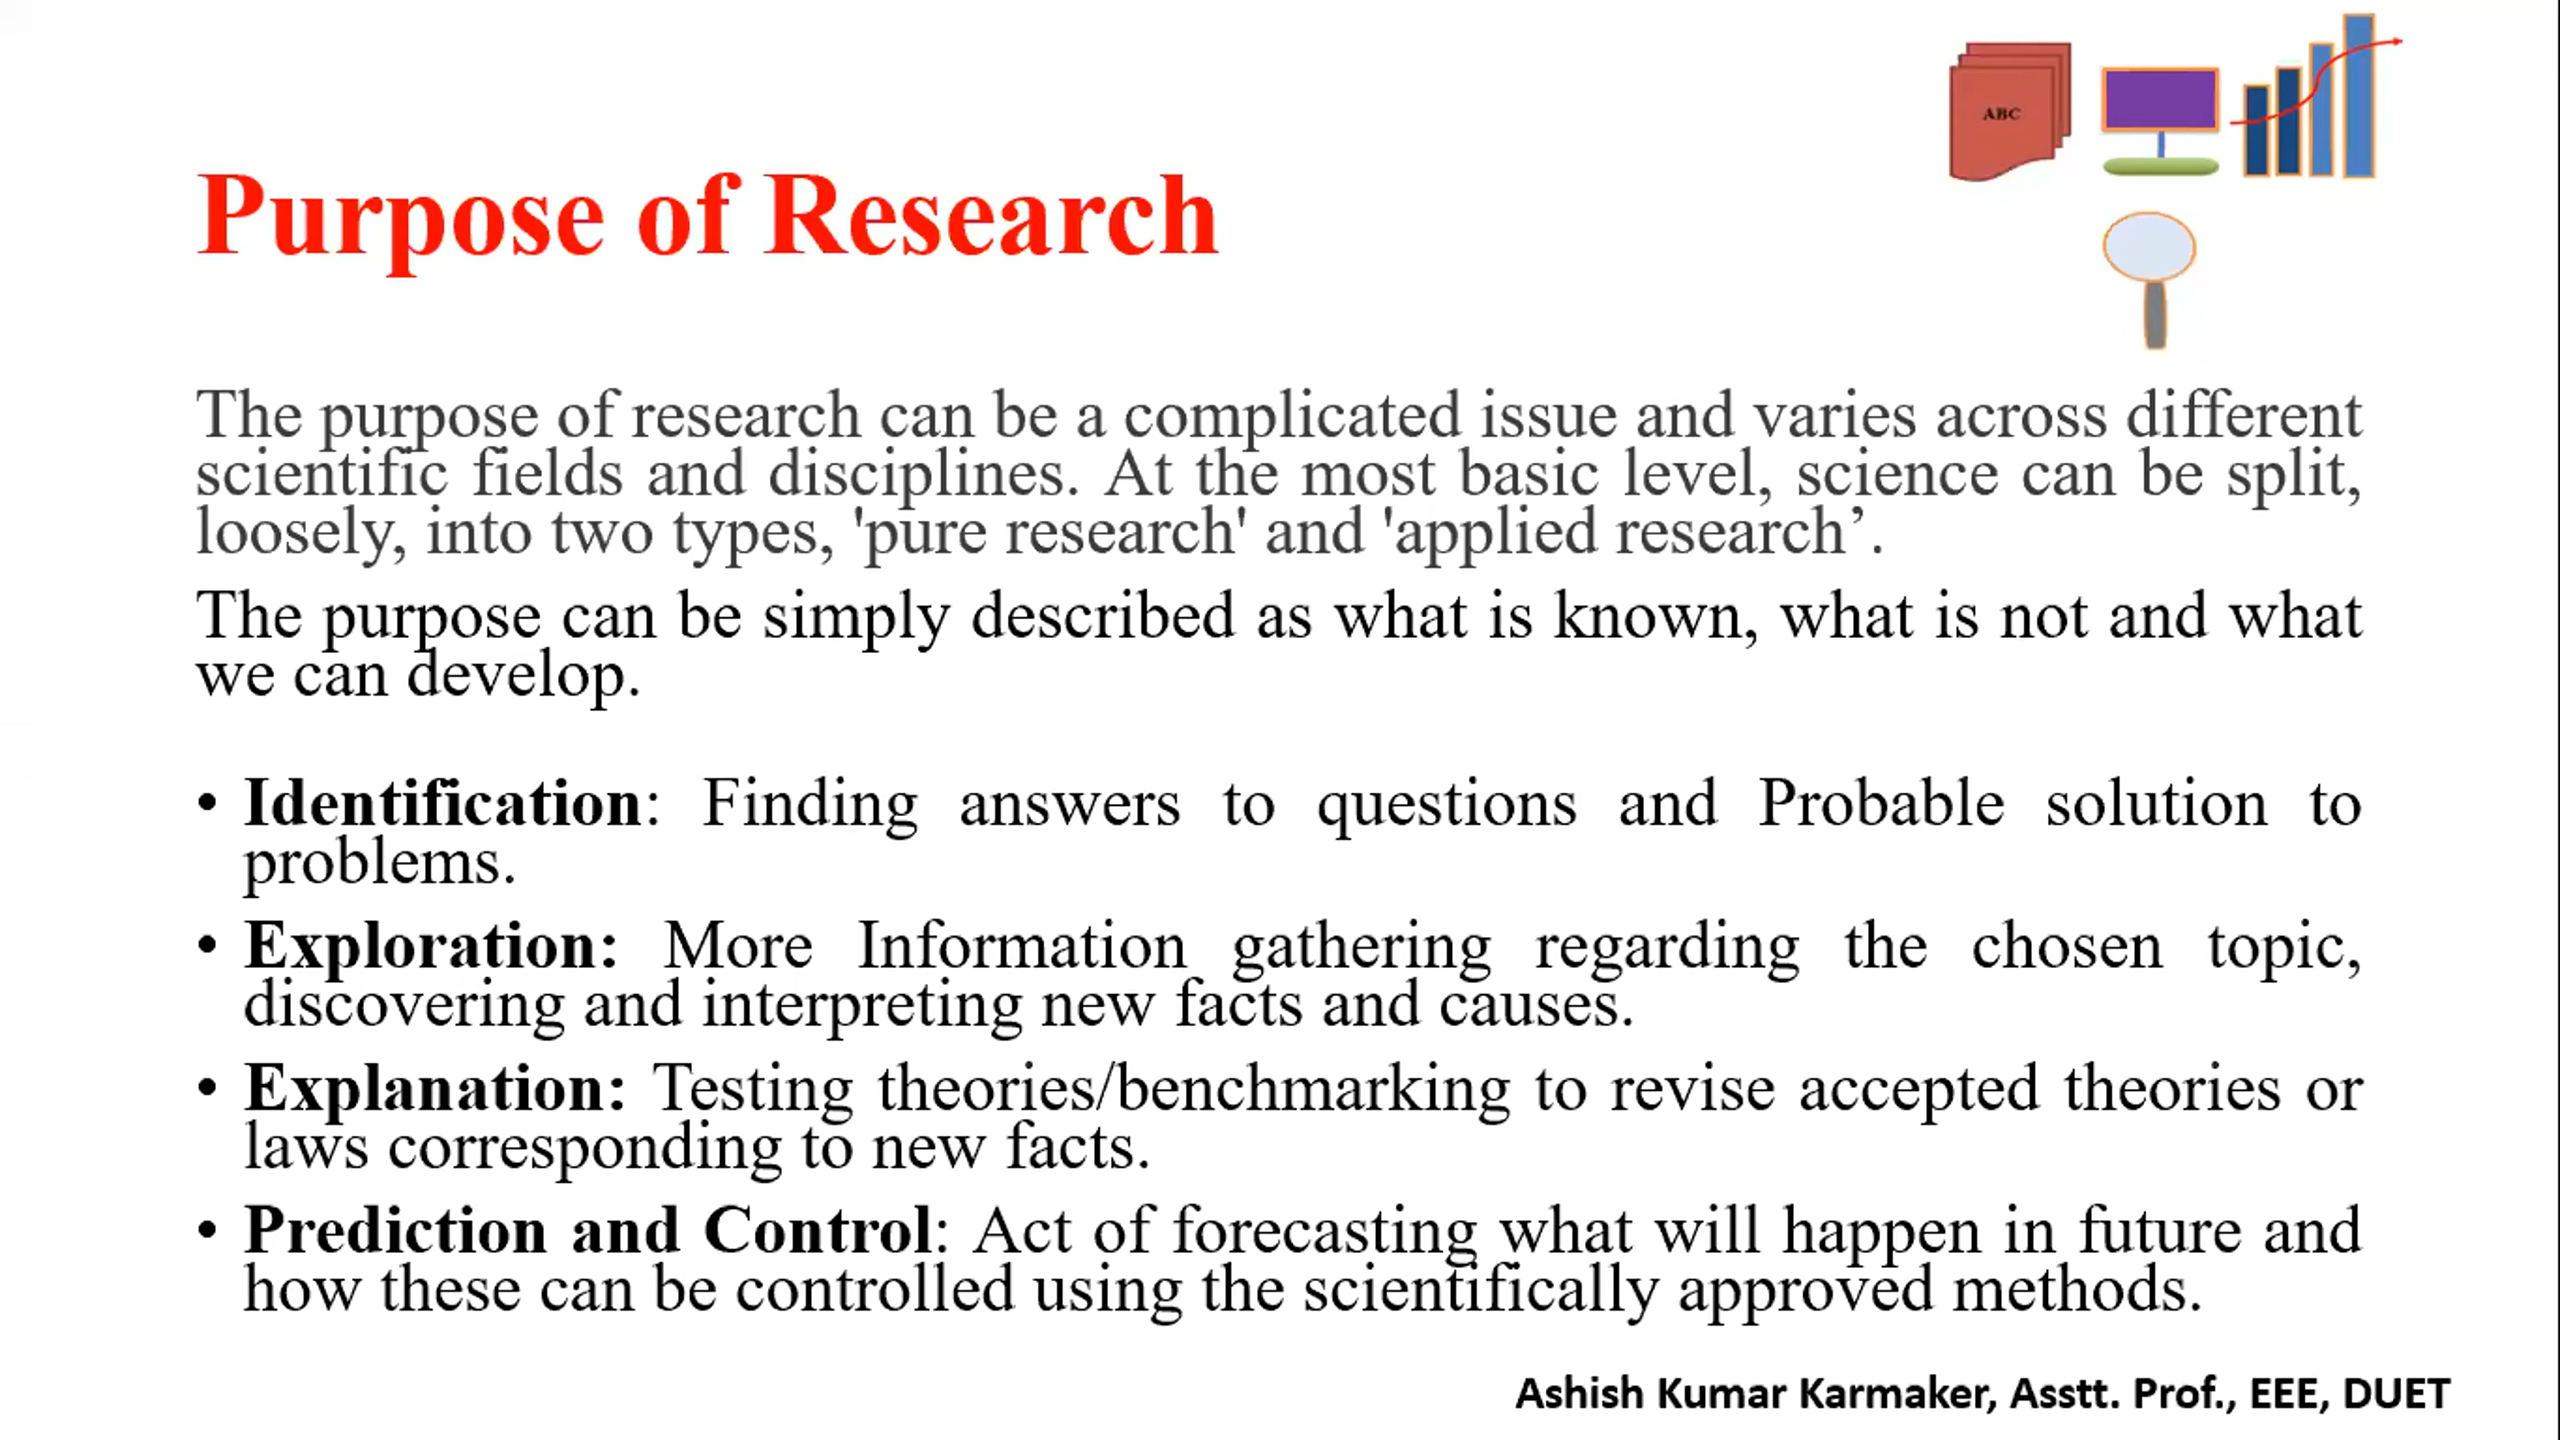 ABC
Purpose of Research
The purpose of research can be a complicated issue and varies across different
scientific fields and disciplines. At the most basic level, science can be split,
loosely, into two types, 'pure research' and 'applied research’.
The purpose can be simply described as what is known, what is not and what
we can develop.
• Identification: Finding answers to questions and Probable solution to
problems.
• Exploration: More Information gathering regarding the chosen topic,
discovering and interpreting new facts and causes.
• Explanation: Testing theories/benchmarking to revise accepted theories or
laws corresponding to new facts.
• Prediction and Control: Act of forecasting what will happen in future and
how these can be controlled using the scientifically approved methods.
Ashish Kumar Karmaker, Asstt. Prof., EEE, DUET